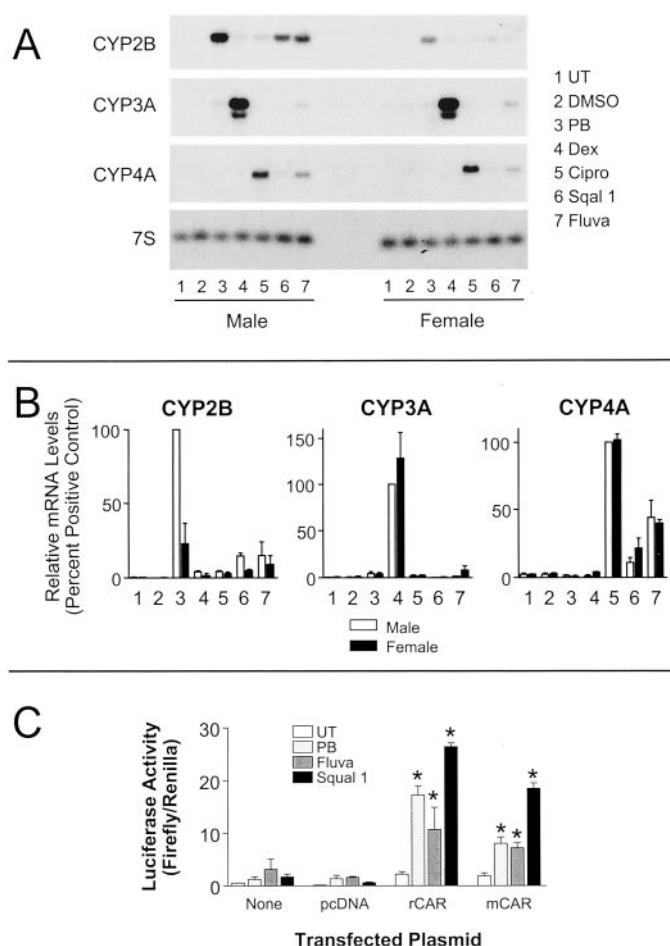 A
CYP2B
CYP3A
CYP4A
7S
1 2 3 4 5 6 7 1 2 3 4 5 6 7
Male Female
1 UT
2 DMSO
3 PB
4 Dex
5 Cipro
6 Sqal 1
7 Fluva
B
CYP2B CYP3A CYP4A
Relative mRNA Levels
(Percent Positive Control)
100
50
0
150
100
50
0
100
50
0
1 2 3 4 5 6 7 1 2 3 4 5 6 7 1 2 3 4 5 6 7
Male
Female
C
Luciferase Activity
(Firefly/Renilla)
30
20
10
0
UT
PB
Fluva
Squal 1
* * * * * *
None pcDNA rCAR mCAR
Transfected Plasmid